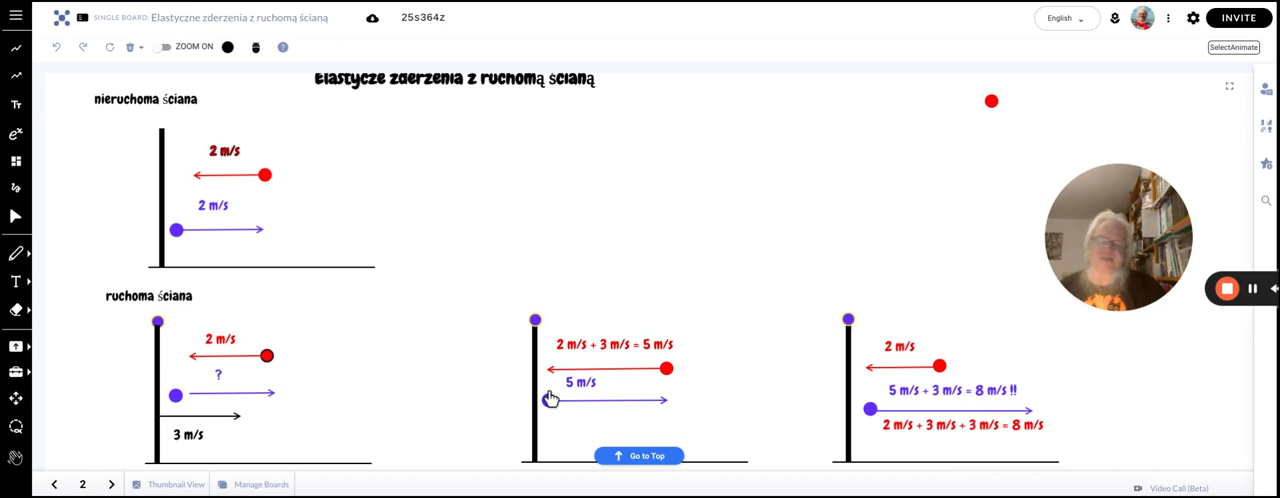 SINGLE BOARD: Elastyczne zderzenia z ruchomą ścianą
25s364z
English
INVITE
ZOOM ON
SelectAnimate
Elastycze zderzenia z ruchomą ścianą
nieruchoma ściana
2 m/s
2 m/s
ruchoma ściana
2 m/s
?
3 m/s
2 m/s + 3 m/s = 5 m/s
5 m/s
2 m/s
5 m/s + 3 m/s = 8 m/s !!
2 m/s + 3 m/s + 3 m/s = 8 m/s
Go to Top
2
Thumbnail View
Manage Boards
Video Call (Beta)